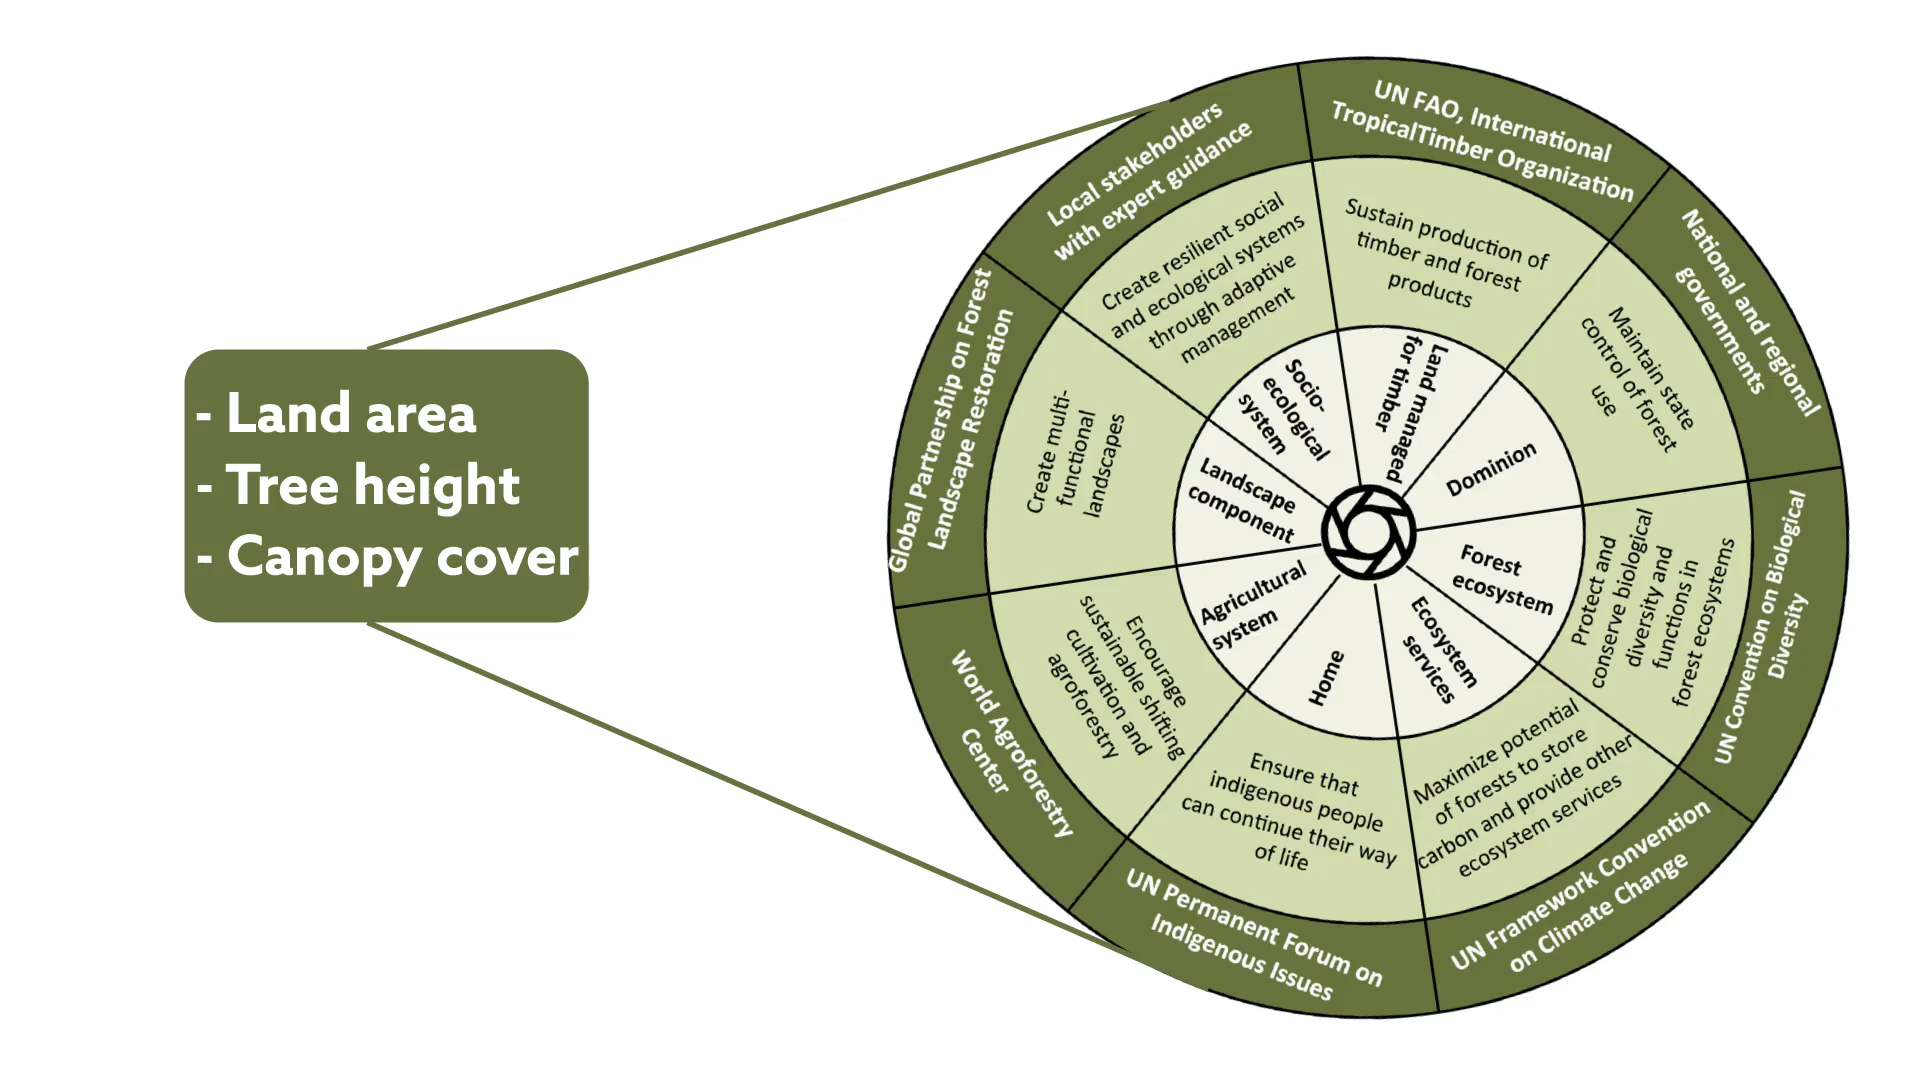 - Land area
- Tree height
- Canopy cover
UN FAO, International
TropicalTimber Organization
Sustain production of
timber and forest
products
Land managed
for timber
National and regional
governments
Maintain state
control of forest
use
Dominion
UN Convention on Biological
Diversity
Protect and
conserve biological
diversity and
functions in
forest ecosystems
Forest
ecosystem
UN Framework Convention
on Climate Change
Maximize potential
of forests to store
carbon and provide other
ecosystem services
Ecosystem
services
UN Permanent Forum on
Indigenous Issues
Ensure that
indigenous people
can continue their way
of life
Home
World Agroforestry
Center
Encourage
sustainable shifting
cultivation and
agroforestry
Agricultural
system
Global Partnership on Forest
Landscape Restoration
Create multi-
functional
landscapes
Landscape
component
Local stakeholders
with expert guidance
Create resilient social
and ecological systems
through adaptive
management
Socio-
ecological
system